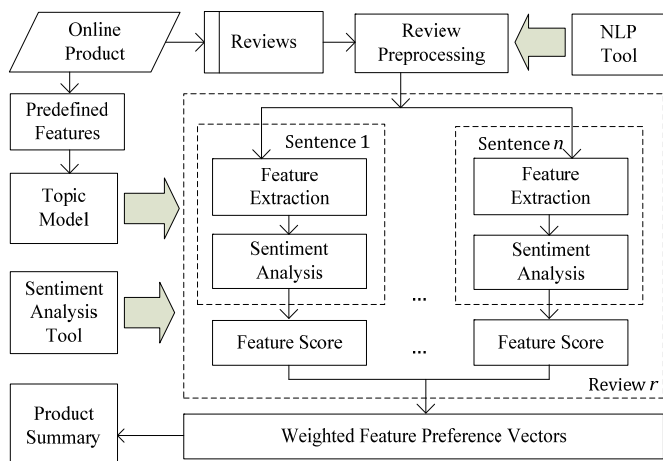 Online
Product
Reviews
Review
Preprocessing
NLP
Tool
Predefined
Features
Topic
Model
Sentiment
Analysis
Tool
Sentence 1
Feature
Extraction
Sentiment
Analysis
Feature Score
...
...
Sentence n
Feature
Extraction
Sentiment
Analysis
Feature Score
Review r
Product
Summary
Weighted Feature Preference Vectors